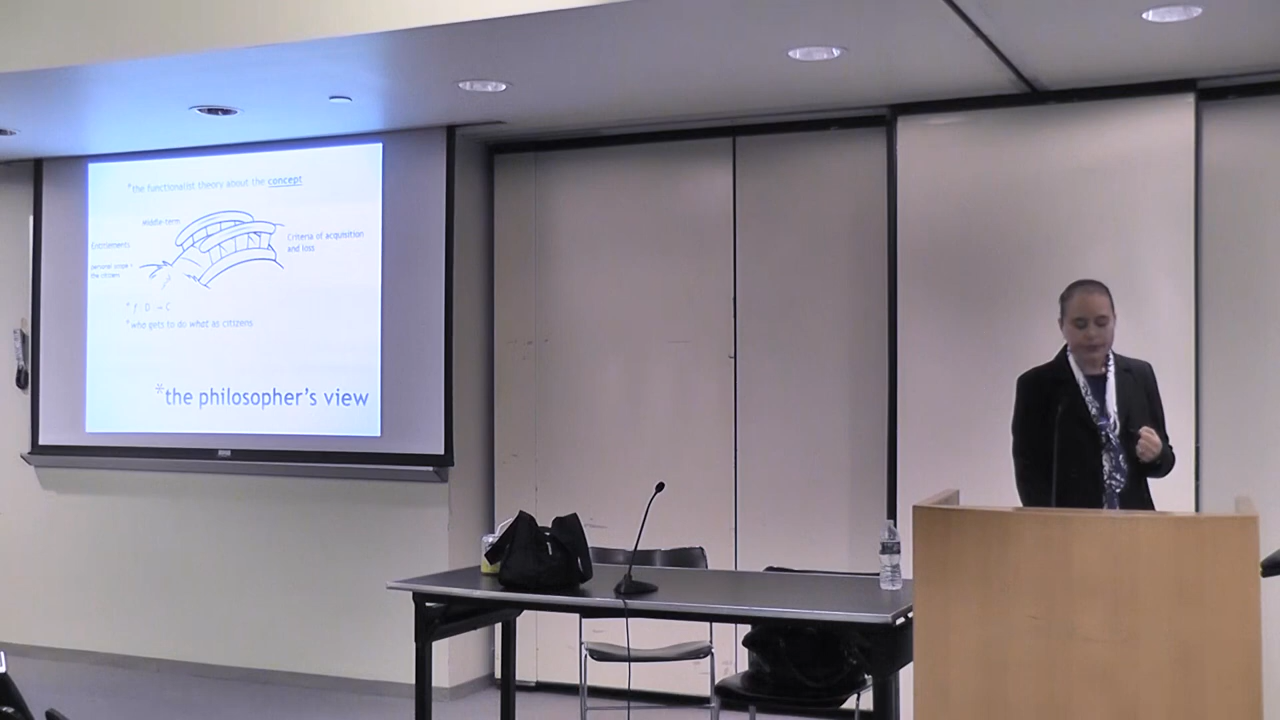 *the functionalist theory about the concept
Middle-term
Entitlements
Criteria of acquisition
and loss
personal scope =
the citizens
*f: D → C
*who gets to do what as citizens
*the philosopher's view